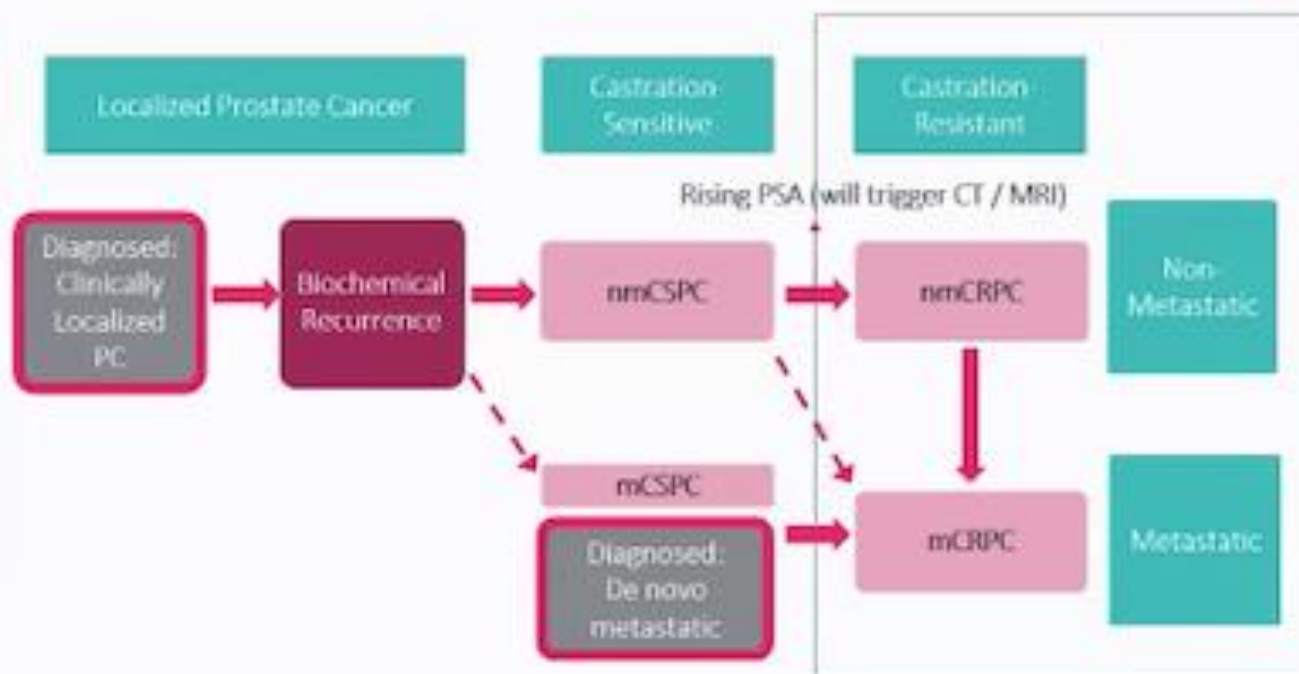 Localized Prostate Cancer
Castration
Sensitive
Castration
Resistant
Rising PSA (will trigger CT / MRI)
Diagnosed:
Clinically
Localized
PC
Biochemical
Recurrence
nmCSPC
nmCRPC
Non-
Metastatic
mCSPC
Diagnosed:
De novo
metastatic
mCRPC
Metastatic